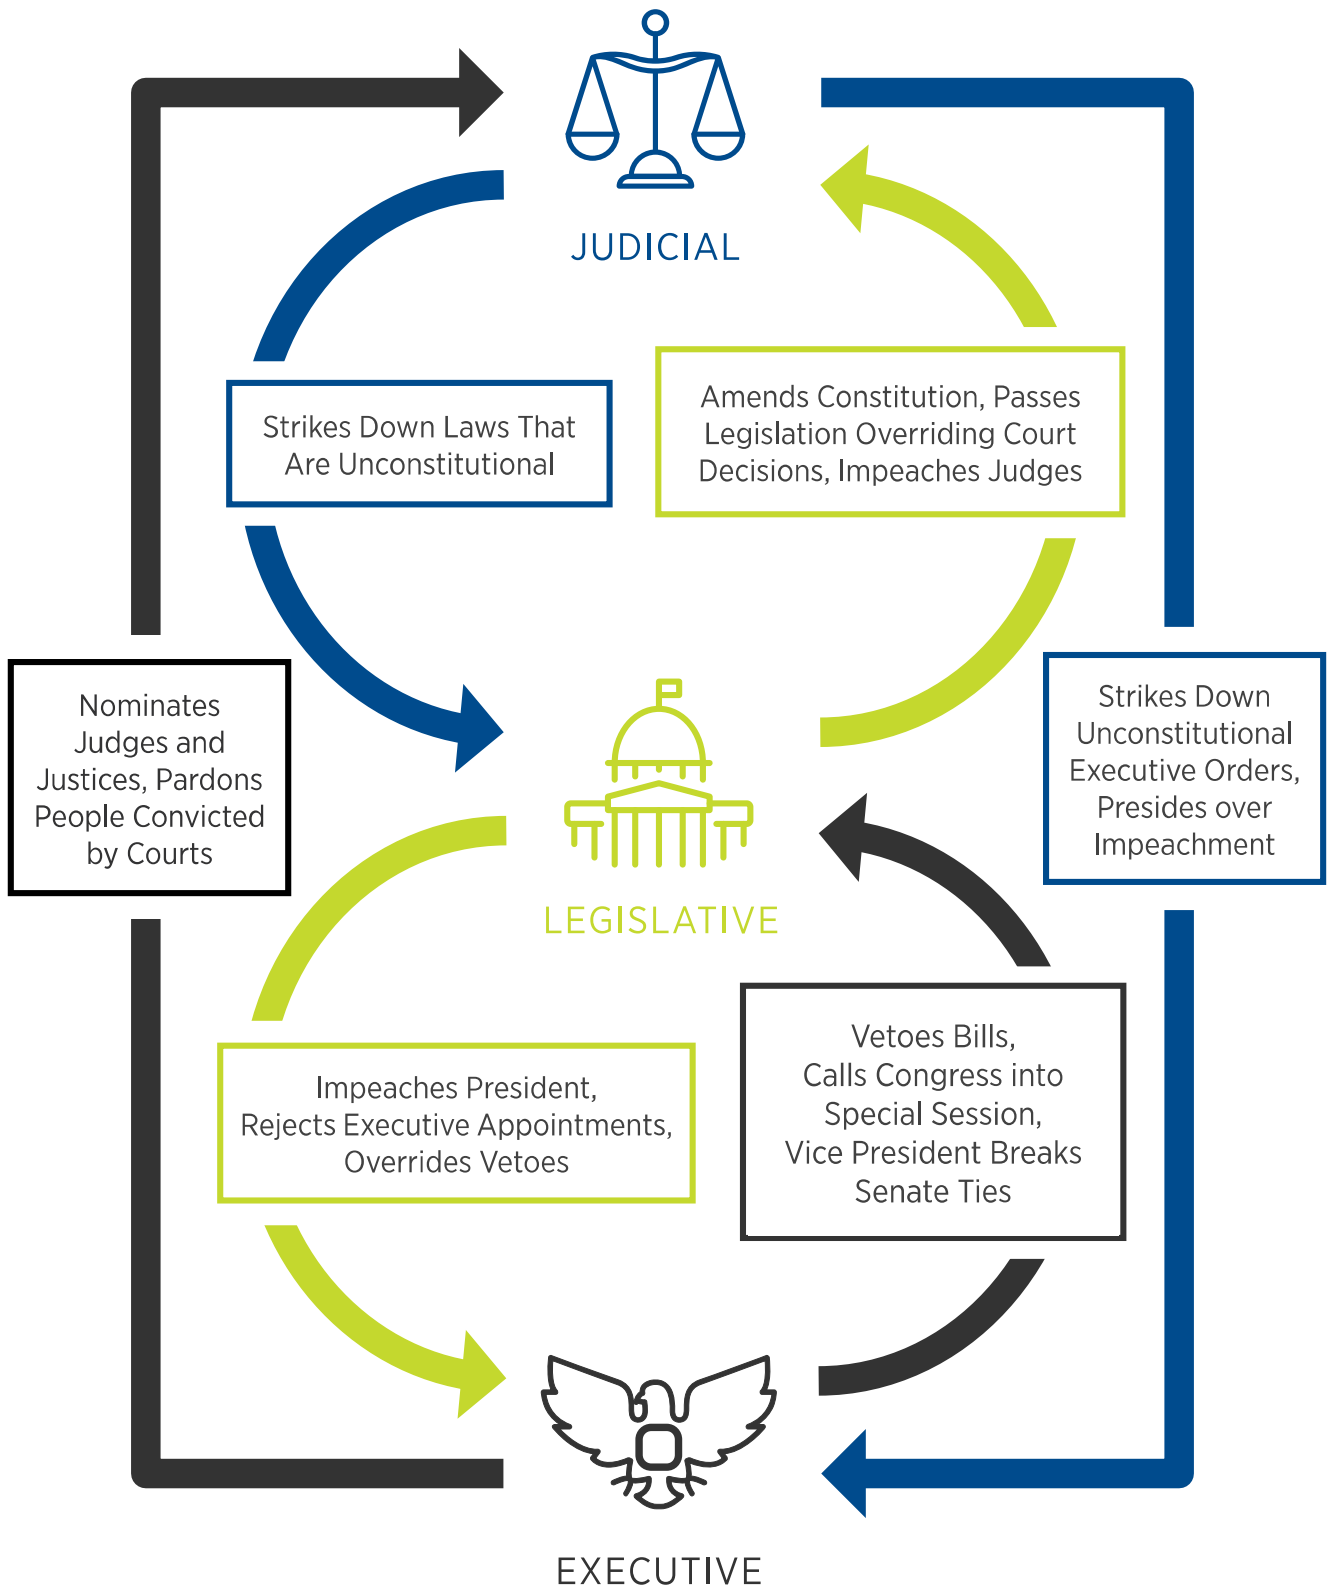 JUDICIAL
Strikes Down Laws That
Are Unconstitutional
Amends Constitution, Passes
Legislation Overriding Court
Decisions, Impeaches Judges
Nominates
Judges and
Justices, Pardons
People Convicted
by Courts
Strikes Down
Unconstitutional
Executive Orders,
Presides over
Impeachment
LEGISLATIVE
Impeaches President,
Rejects Executive Appointments,
Overrides Vetoes
Vetoes Bills,
Calls Congress into
Special Session,
Vice President Breaks
Senate Ties
EXECUTIVE